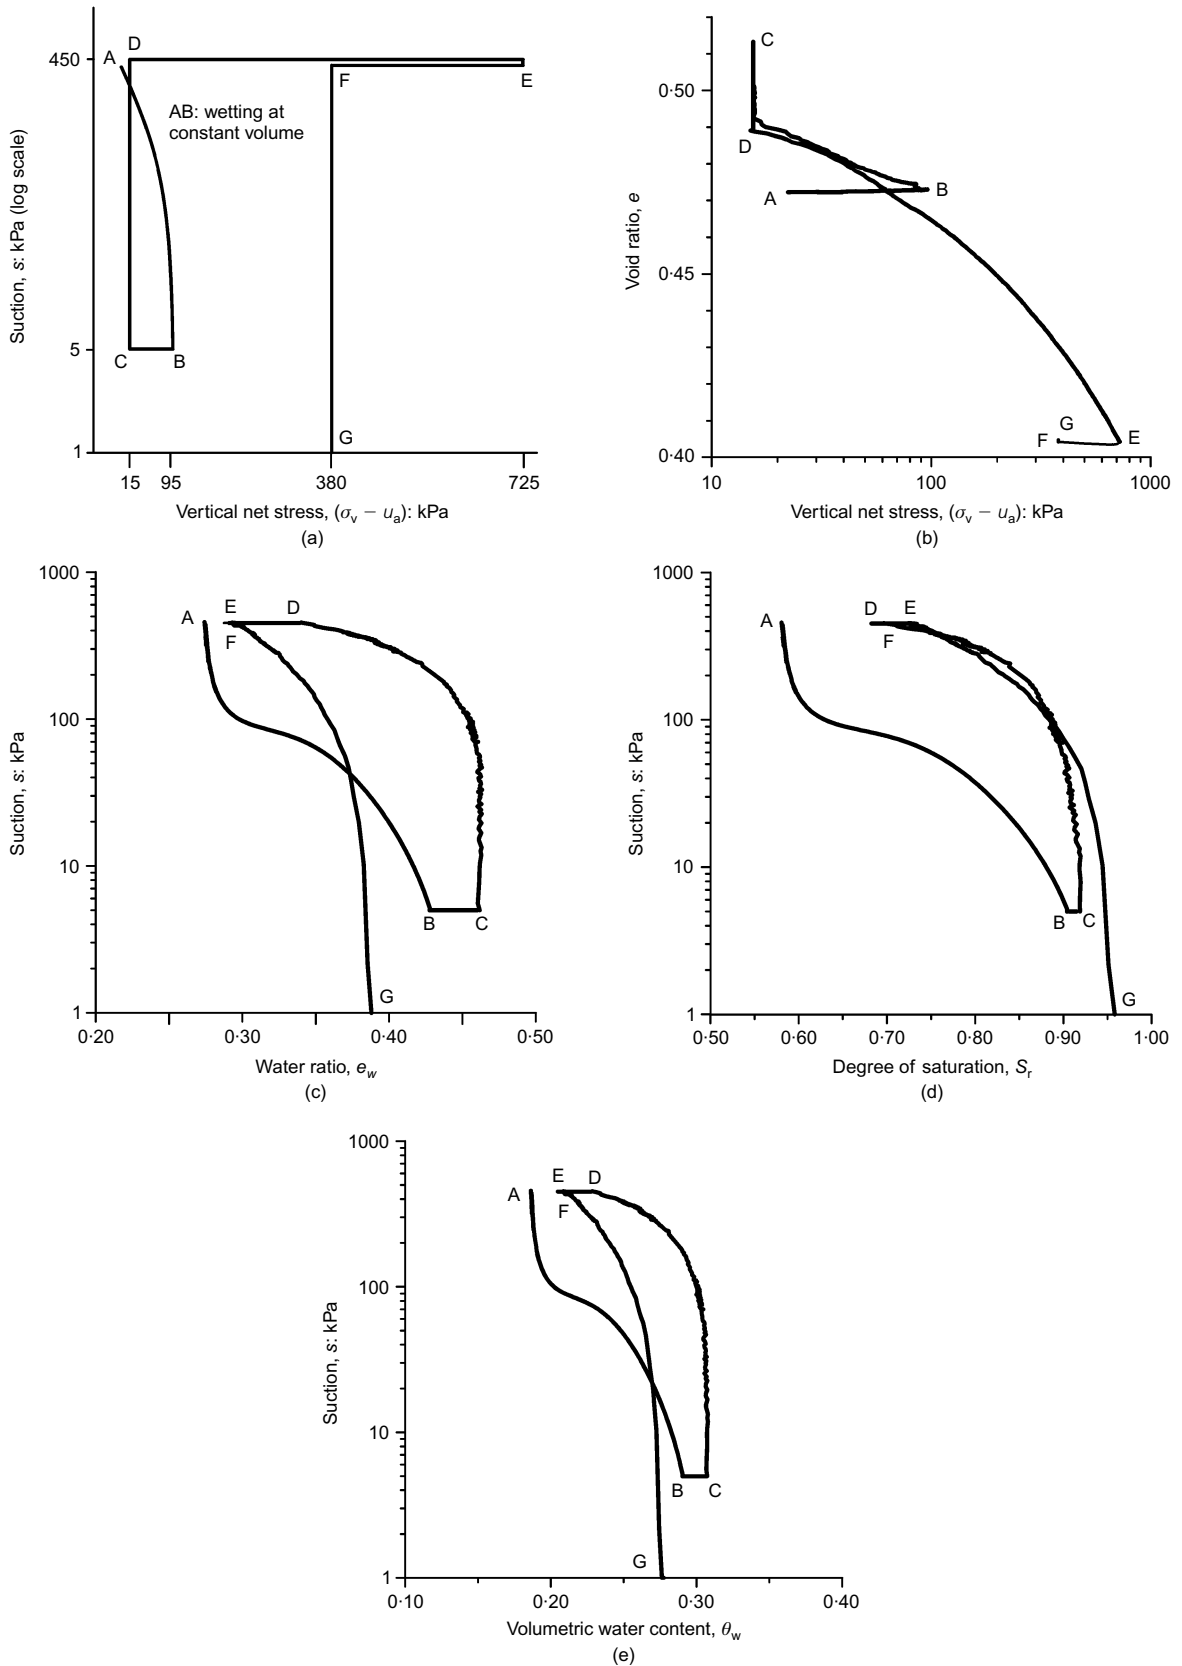 D
A
450
F
E
AB: wetting at
constant volume
Suction, s: kPa (log scale)
5
C
B
G
1
15
95
380
725
Vertical net stress, (σv − ua): kPa
(a)
C
0·50
D
B
A
Void ratio, e
0·45
G
F
E
0·40
10
100
1000
Vertical net stress, (σv − ua): kPa
(b)
1000
E
D
A
F
100
Suction, s: kPa
10
B
C
G
1
0·20
0·30
0·40
0·50
Water ratio, ew
(c)
1000
D
E
A
F
100
Suction, s: kPa
10
B
C
G
1
0·50
0·60
0·70
0·80
0·90
1·00
Degree of saturation, Sr
(d)
1000
E
D
A
F
100
Suction, s: kPa
10
B
C
G
1
0·10
0·20
0·30
0·40
Volumetric water content, θw
(e)